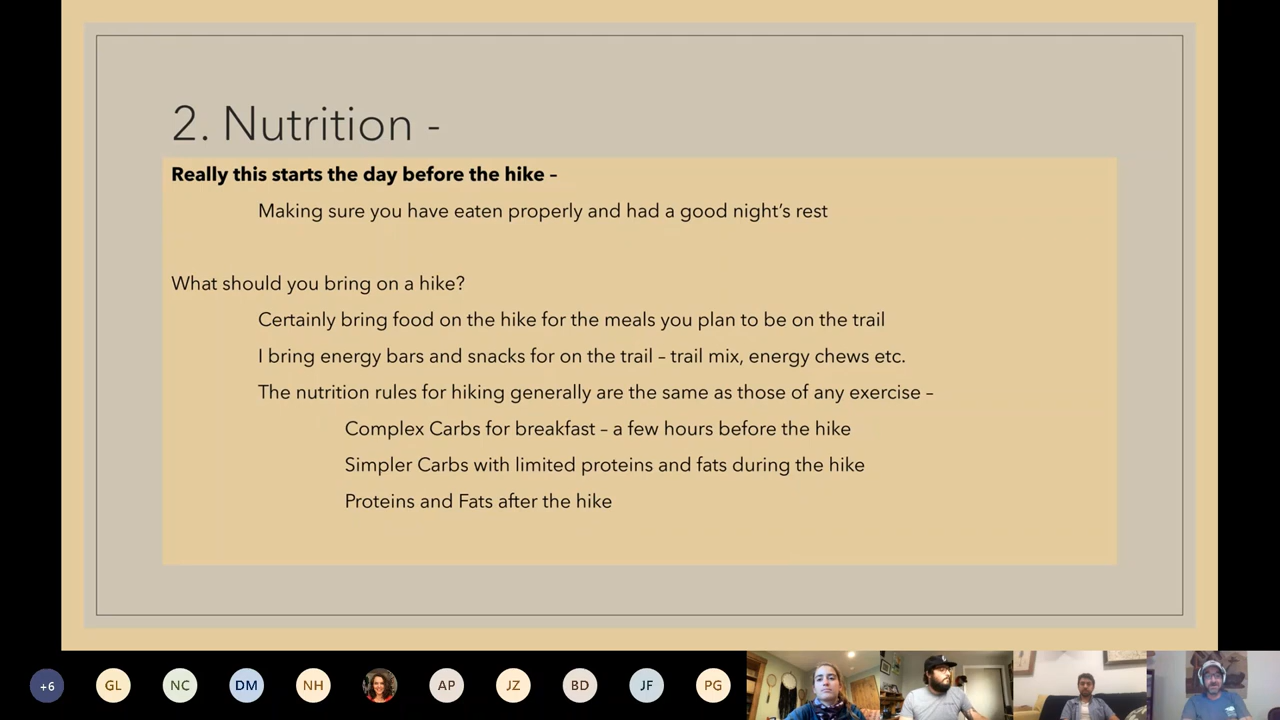 2. Nutrition -
Really this starts the day before the hike –
Making sure you have eaten properly and had a good night’s rest
What should you bring on a hike?
Certainly bring food on the hike for the meals you plan to be on the trail
I bring energy bars and snacks for on the trail – trail mix, energy chews etc.
The nutrition rules for hiking generally are the same as those of any exercise –
Complex Carbs for breakfast – a few hours before the hike
Simpler Carbs with limited proteins and fats during the hike
Proteins and Fats after the hike
+6 GL NC DM NH AP JZ BD JF PG